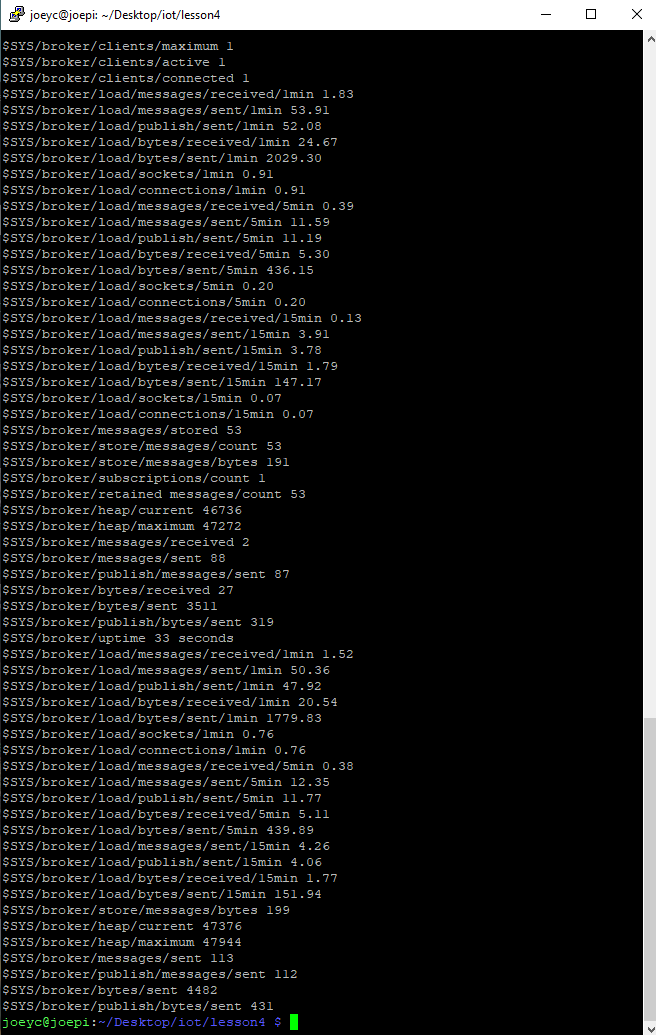 joeyc@joepi: ~/Desktop/iot/lesson4
$SYS/broker/clients/maximum 1
$SYS/broker/clients/active 1
$SYS/broker/clients/connected 1
$SYS/broker/load/messages/received/1min 1.83
$SYS/broker/load/messages/sent/1min 53.91
$SYS/broker/load/publish/sent/1min 52.08
$SYS/broker/load/bytes/received/1min 24.67
$SYS/broker/load/bytes/sent/1min 2029.30
$SYS/broker/load/sockets/1min 0.91
$SYS/broker/load/connections/1min 0.91
$SYS/broker/load/messages/received/5min 0.39
$SYS/broker/load/messages/sent/5min 11.59
$SYS/broker/load/publish/sent/5min 11.19
$SYS/broker/load/bytes/received/5min 5.30
$SYS/broker/load/bytes/sent/5min 436.15
$SYS/broker/load/sockets/5min 0.20
$SYS/broker/load/connections/5min 0.20
$SYS/broker/load/messages/received/15min 0.13
$SYS/broker/load/messages/sent/15min 3.91
$SYS/broker/load/publish/sent/15min 3.78
$SYS/broker/load/bytes/received/15min 1.79
$SYS/broker/load/bytes/sent/15min 147.17
$SYS/broker/load/sockets/15min 0.07
$SYS/broker/load/connections/15min 0.07
$SYS/broker/messages/stored 53
$SYS/broker/store/messages/count 53
$SYS/broker/store/messages/bytes 191
$SYS/broker/subscriptions/count 1
$SYS/broker/retained messages/count 53
$SYS/broker/heap/current 46736
$SYS/broker/heap/maximum 47272
$SYS/broker/messages/received 2
$SYS/broker/messages/sent 88
$SYS/broker/publish/messages/sent 87
$SYS/broker/bytes/received 27
$SYS/broker/bytes/sent 3511
$SYS/broker/publish/bytes/sent 319
$SYS/broker/uptime 33 seconds
$SYS/broker/load/messages/received/1min 1.52
$SYS/broker/load/messages/sent/1min 50.36
$SYS/broker/load/publish/sent/1min 47.92
$SYS/broker/load/bytes/received/1min 20.54
$SYS/broker/load/bytes/sent/1min 1779.83
$SYS/broker/load/sockets/1min 0.76
$SYS/broker/load/connections/1min 0.76
$SYS/broker/load/messages/received/5min 0.38
$SYS/broker/load/messages/sent/5min 12.35
$SYS/broker/load/publish/sent/5min 11.77
$SYS/broker/load/bytes/received/5min 5.11
$SYS/broker/load/bytes/sent/5min 439.89
$SYS/broker/load/messages/sent/15min 4.26
$SYS/broker/load/publish/sent/15min 4.06
$SYS/broker/load/bytes/received/15min 1.77
$SYS/broker/load/bytes/sent/15min 151.94
$SYS/broker/store/messages/bytes 199
$SYS/broker/heap/current 47376
$SYS/broker/heap/maximum 47944
$SYS/broker/messages/sent 113
$SYS/broker/publish/messages/sent 112
$SYS/broker/bytes/sent 4482
$SYS/broker/publish/bytes/sent 431
joeyc@joepi:~/Desktop/iot/lesson4 $